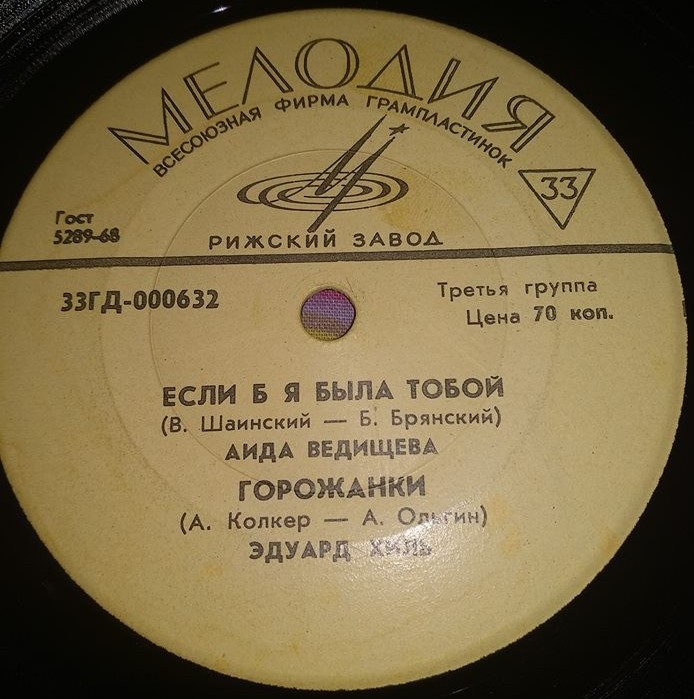 МЕЛОДИЯ
ВСЕСОЮЗНАЯ ФИРМА ГРАМПЛАСТИНОК
33
Гост
5289-68
РИЖСКИЙ ЗАВОД
33ГД-000632
Третья группа
Цена 70 коп.
ЕСЛИ Б Я БЫЛА ТОБОЙ
(В. Шаинский — Б. Брянский)
АИДА ВЕДИЩЕВА
ГОРОЖАНКИ
(А. Колкер — А. Ольгин)
ЭДУАРД ХИЛЬ